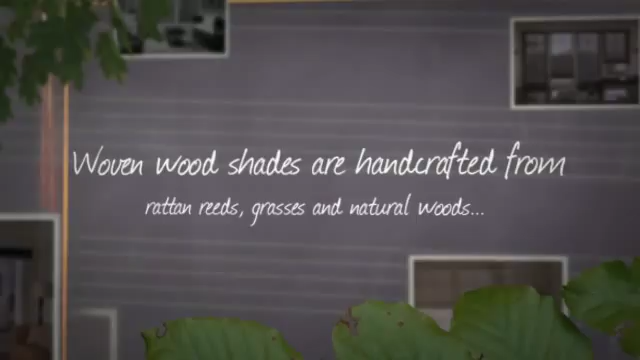 Woven wood shades are handcrafted from
rattan reeds, grasses and natural woods...